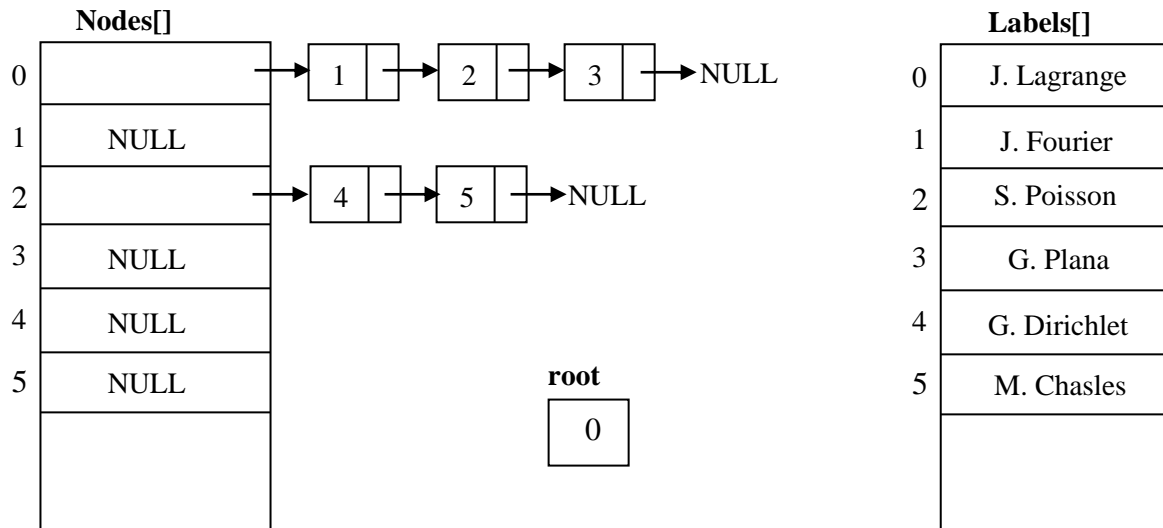 Nodes[]
Labels[]
0
1
2
3
NULL
0
J. Lagrange
1
NULL
1
J. Fourier
2
4
5
NULL
2
S. Poisson
3
NULL
3
G. Plana
4
NULL
4
G. Dirichlet
5
NULL
root
5
M. Chasles
0